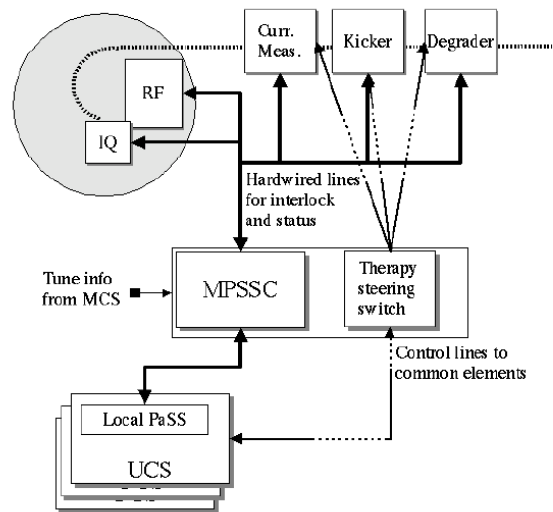 Curr.
Meas.
Kicker
Degrader
RF
IQ
Hardwired lines
for interlock
and status
Tune info
from MCS
MPSSC
Therapy
steering
switch
Control lines to
common elements
Local PaSS
UCS